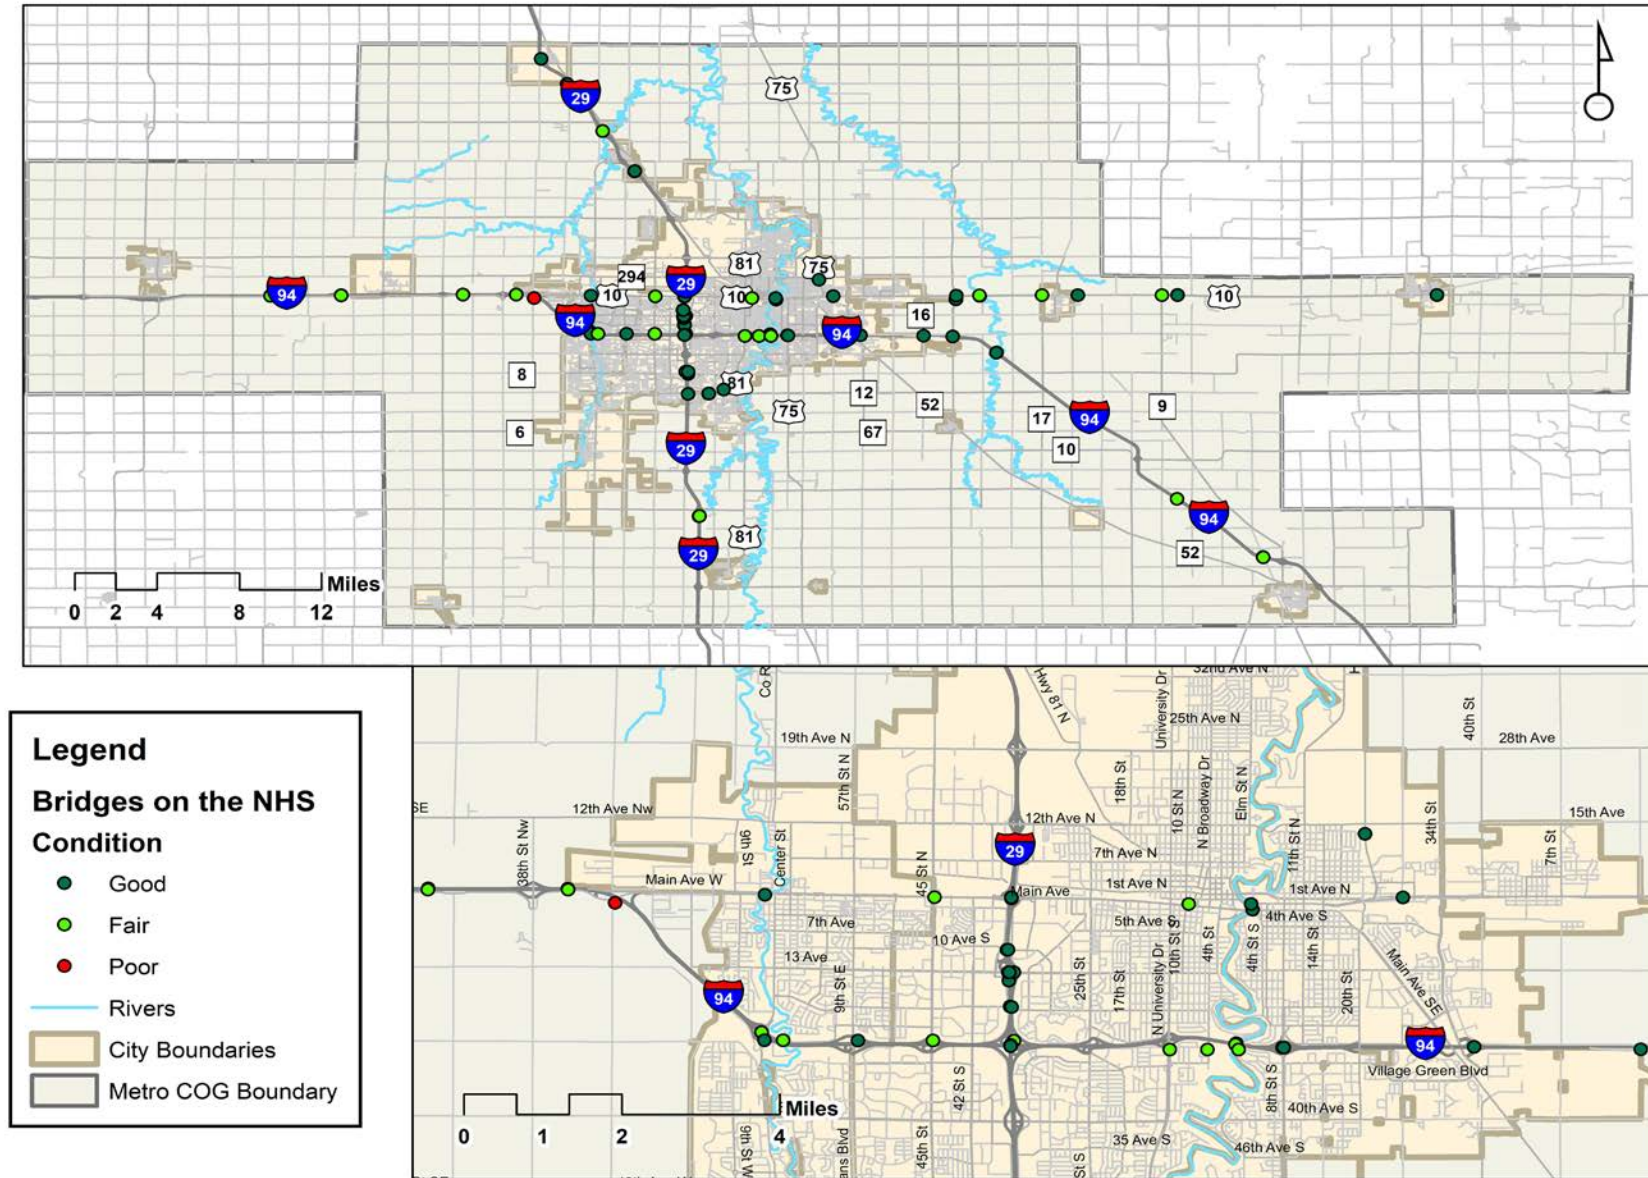 75
29
294
10
81
29
10
75
94
94
94
16
10
8
6
81
75
12
67
52
17
10
94
9
29
94
52
81
29
Miles
0 2 4 8 12
Legend
Bridges on the NHS
Condition
Good
Fair
Poor
Rivers
City Boundaries
Metro COG Boundary
Co R
Hwy 81 N
University Dr
32nd Ave N
25th Ave N
19th Ave N
40th St
28th Ave
57th St N
18th St
10 St N
N Broadway Dr
Elm St N
SE
12th Ave Nw
12th Ave N
11th St N
34th St
15th Ave
38th St Nw
9th St
Center St
29
7th Ave N
7th St
Main Ave W
45 St N
Main Ave
1st Ave N
1st Ave N
7th Ave
5th Ave S
4th Ave S
10 Ave S
10th St S
4th St
4th St S
14th St
13 Ave
9th St E
25th St
17th St
N University Dr
20th St
Main Ave SE
94
94
Village Green Blvd
42 St S
8th St S
40th Ave S
Miles
0 1 2 4
9th St W
45th St
35 Ave S
46th Ave S
St S